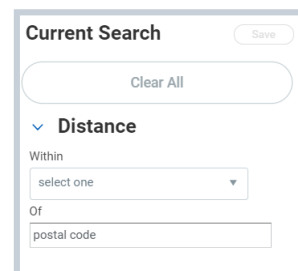 Current Search
Save
Clear All
Distance
Within
select one
Of
postal code